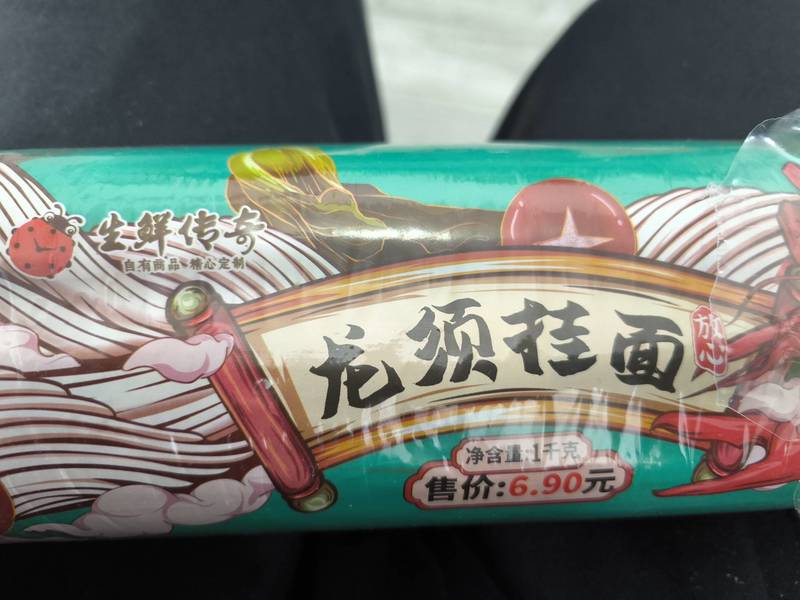 生鲜传奇
自有商品·精心定制
龙须挂面
放心
净含量:1千克
售价:6.90元